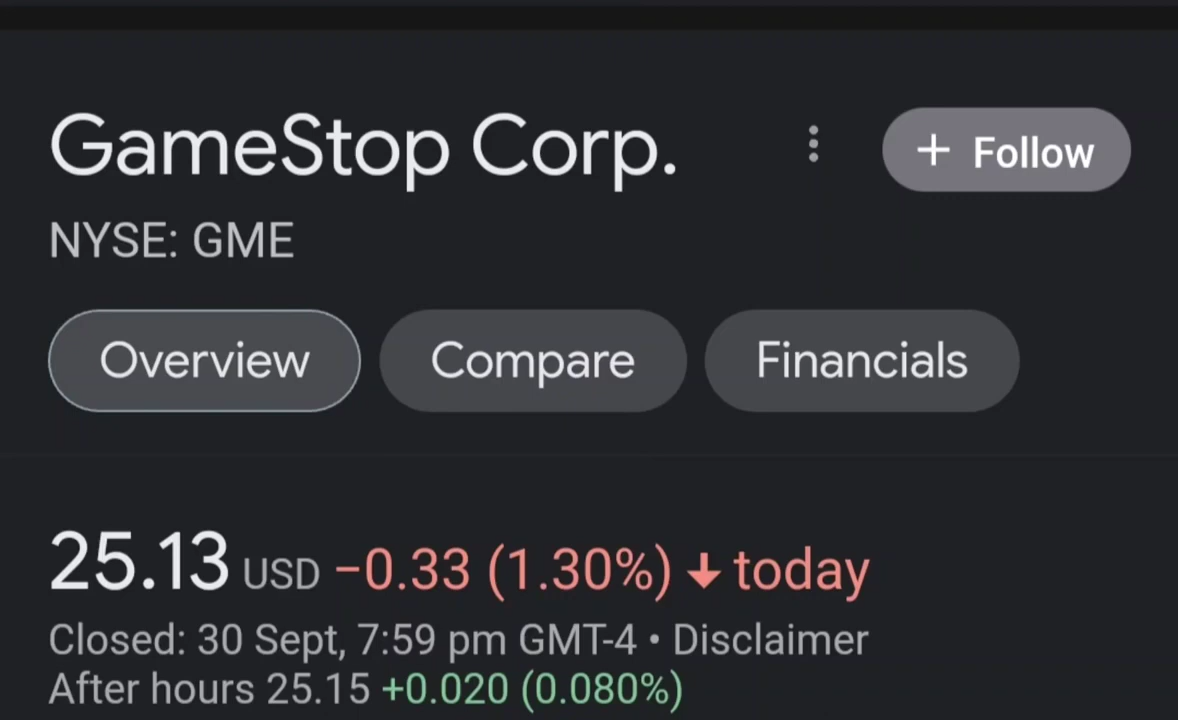 GameStop Corp.
+ Follow
NYSE: GME
Overview
Compare
Financials
25.13 USD −0.33 (1.30%) ↓ today
Closed: 30 Sept, 7:59 pm GMT-4 • Disclaimer
After hours 25.15 +0.020 (0.080%)